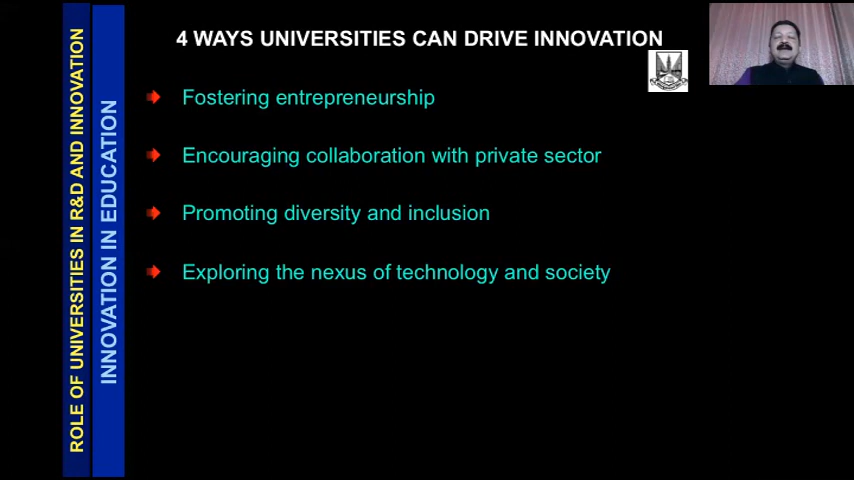 ROLE OF UNIVERSITIES IN R&D AND INNOVATION
INNOVATION IN EDUCATION
4 WAYS UNIVERSITIES CAN DRIVE INNOVATION
Fostering entrepreneurship
Encouraging collaboration with private sector
Promoting diversity and inclusion
Exploring the nexus of technology and society